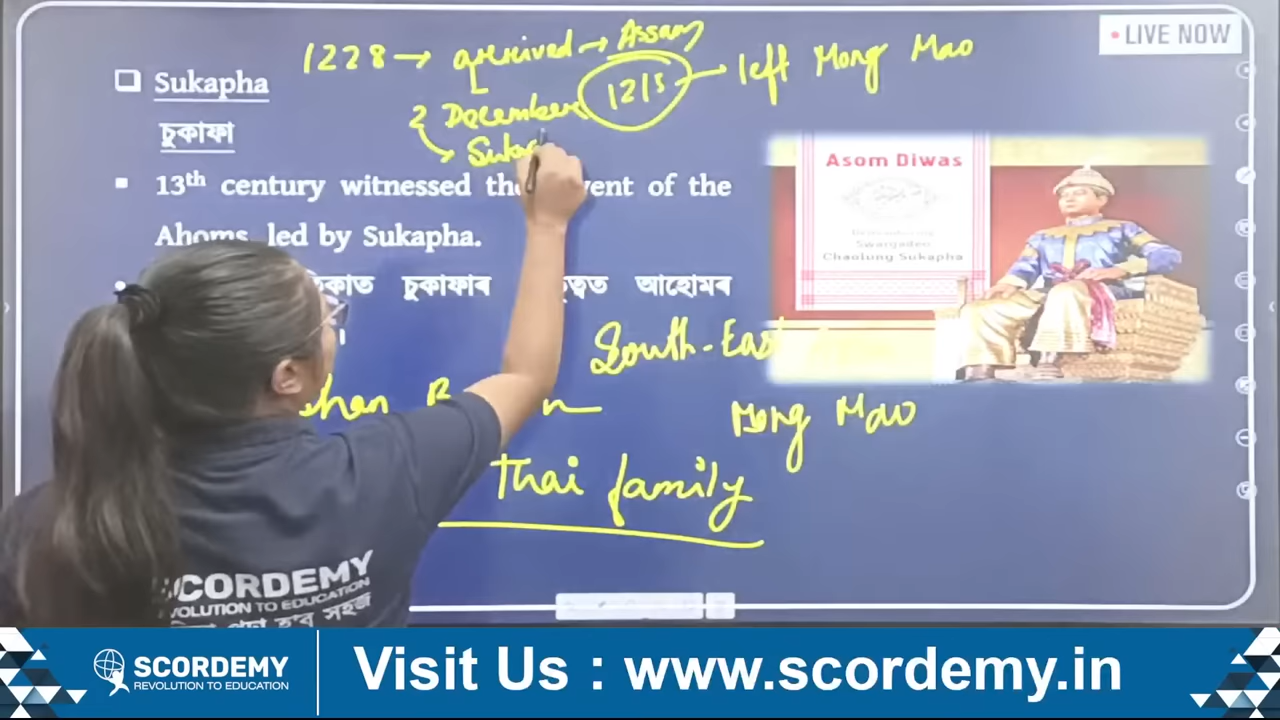 1228 → arrived → Assam
LIVE NOW
1215 → left Mong Mao
Sukapha
2 December
চুকাফা
13th century witnessed the of the
Ahoms led by Sukapha.
চুকাফাৰ আহোমৰ
Asom Diwas
Swargadeo
Chaolung Sukapha
South-East
Mong Mao
Thai family
SCORDEMY
REVOLUTION TO EDUCATION
SCORDEMY
REVOLUTION TO EDUCATION
Visit Us : www.scordemy.in